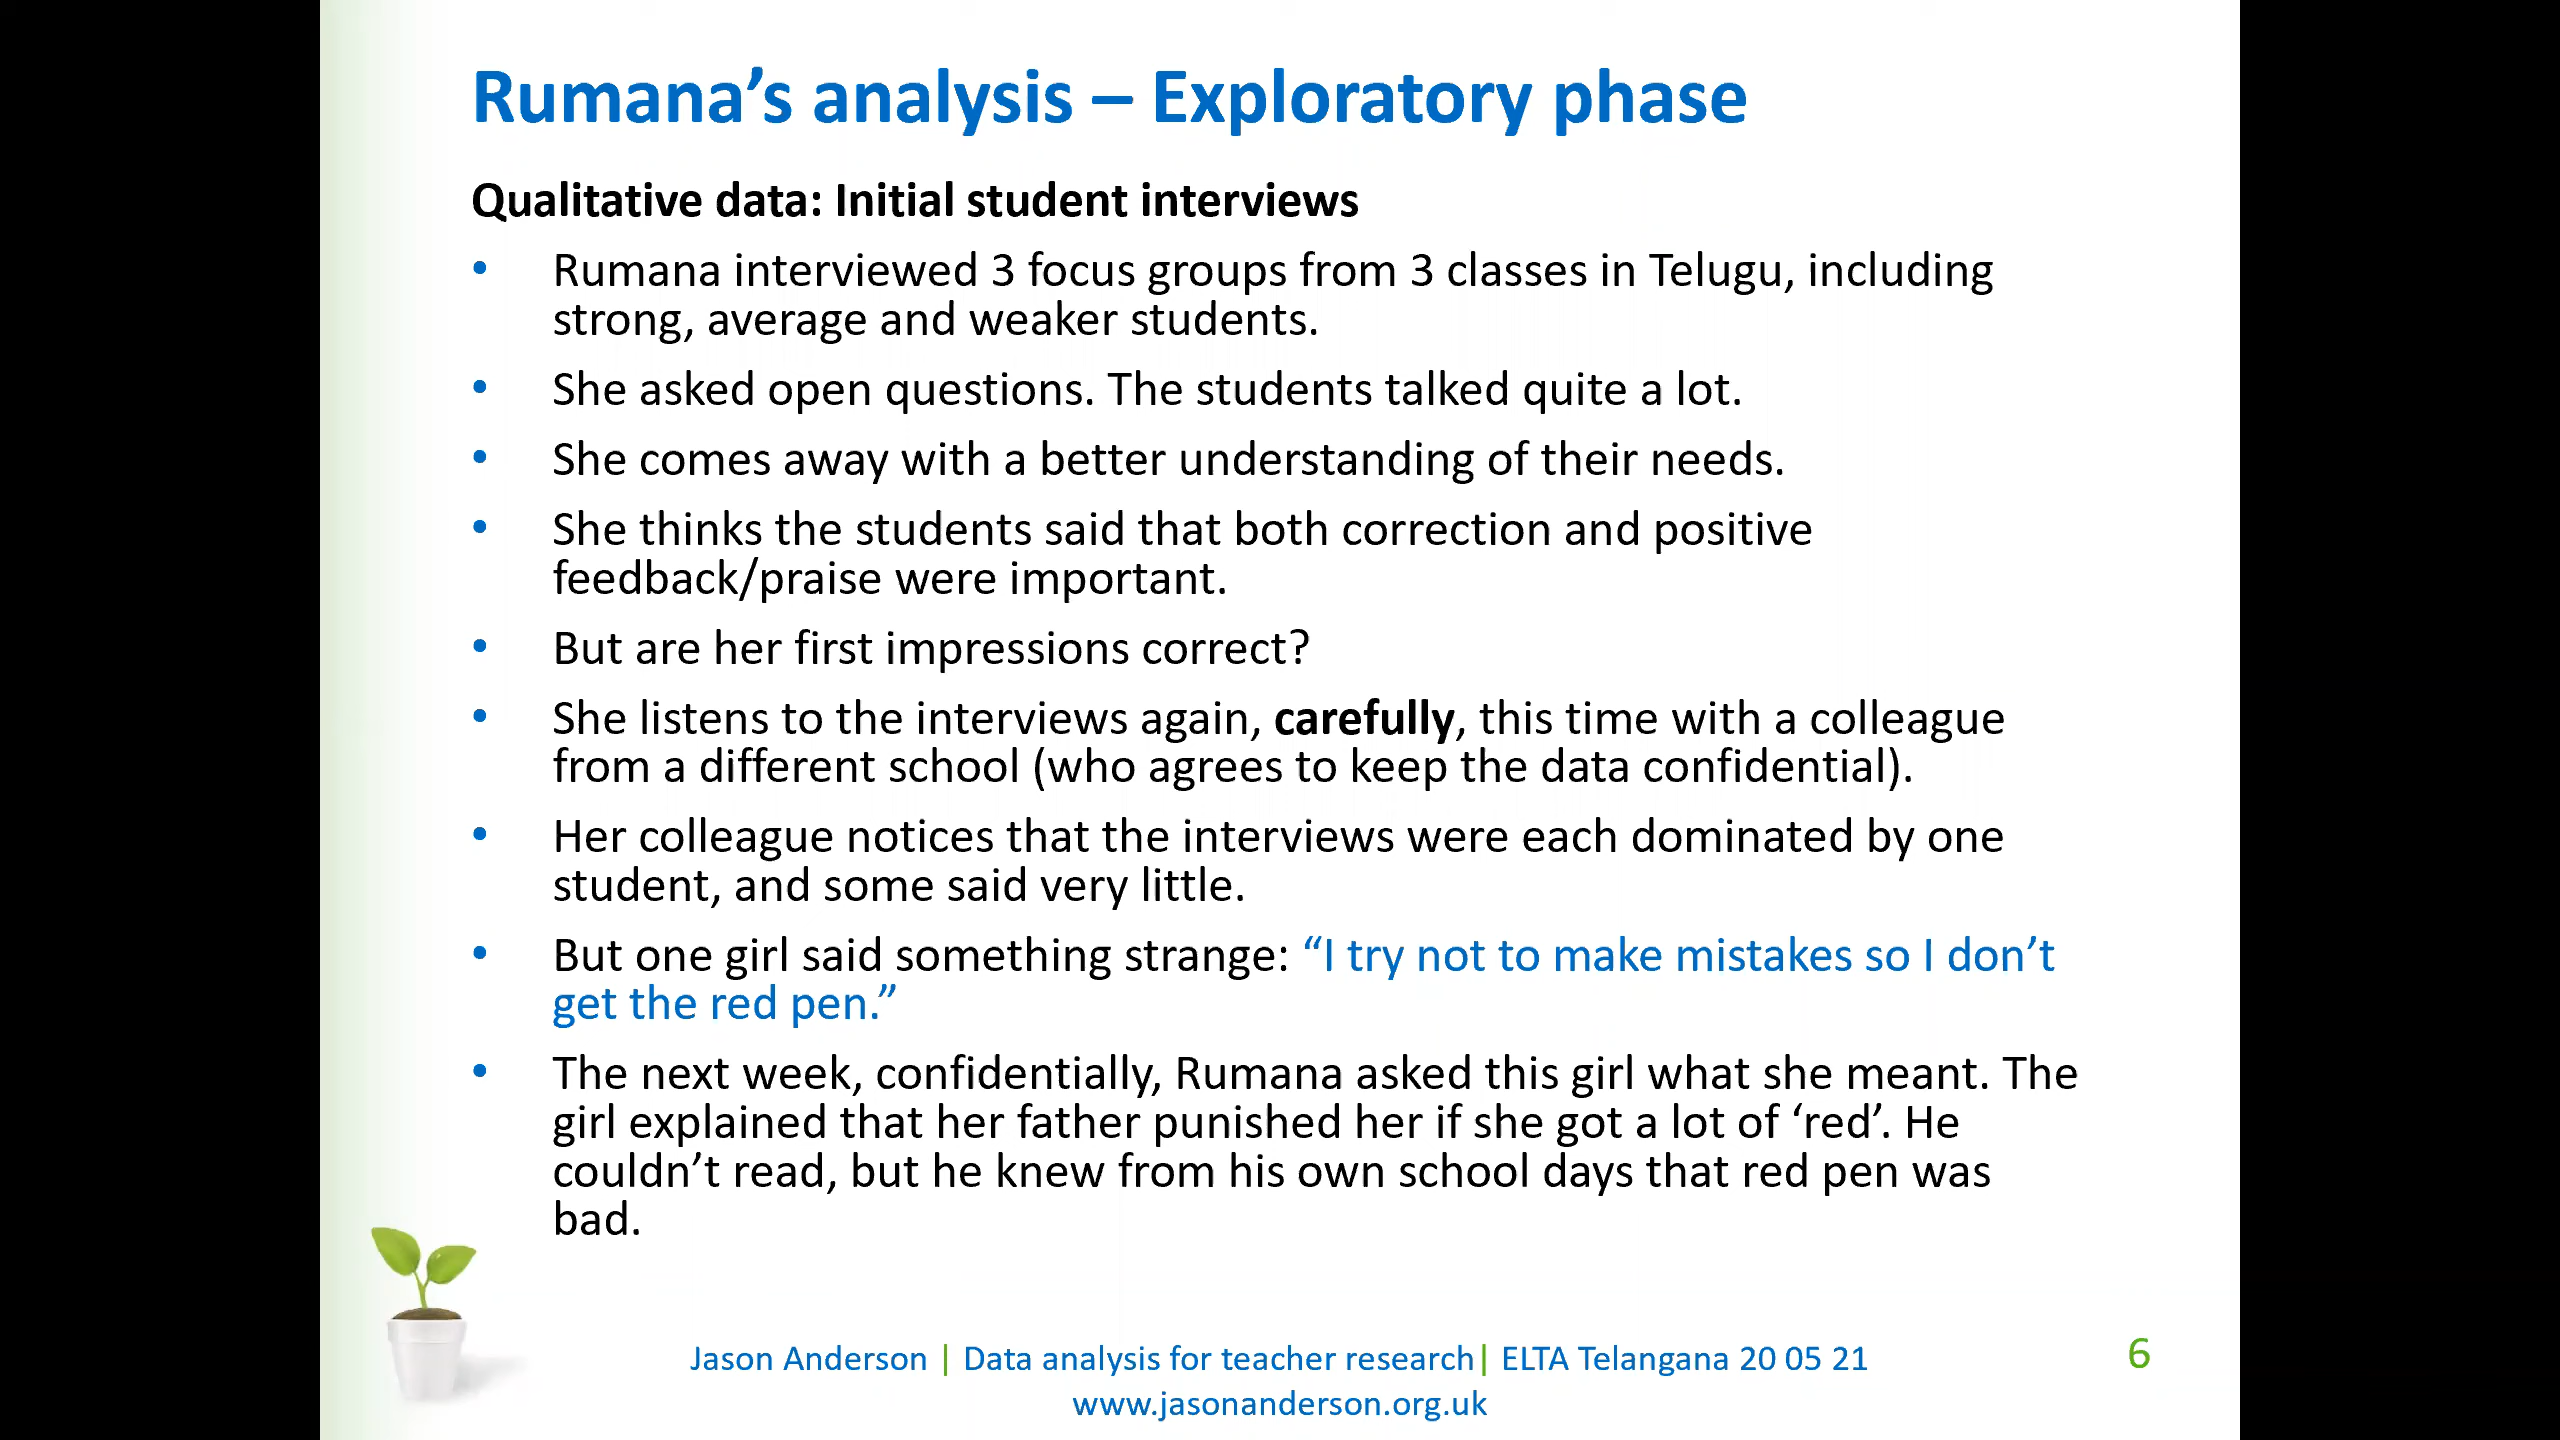 Rumana’s analysis – Exploratory phase
Qualitative data: Initial student interviews
• Rumana interviewed 3 focus groups from 3 classes in Telugu, including
strong, average and weaker students.
• She asked open questions. The students talked quite a lot.
• She comes away with a better understanding of their needs.
• She thinks the students said that both correction and positive
feedback/praise were important.
• But are her first impressions correct?
• She listens to the interviews again, carefully, this time with a colleague
from a different school (who agrees to keep the data confidential).
• Her colleague notices that the interviews were each dominated by one
student, and some said very little.
• But one girl said something strange: “I try not to make mistakes so I don’t
get the red pen.”
• The next week, confidentially, Rumana asked this girl what she meant. The
girl explained that her father punished her if she got a lot of ‘red’. He
couldn’t read, but he knew from his own school days that red pen was
bad.
Jason Anderson | Data analysis for teacher research| ELTA Telangana 20 05 21
www.jasonanderson.org.uk
6